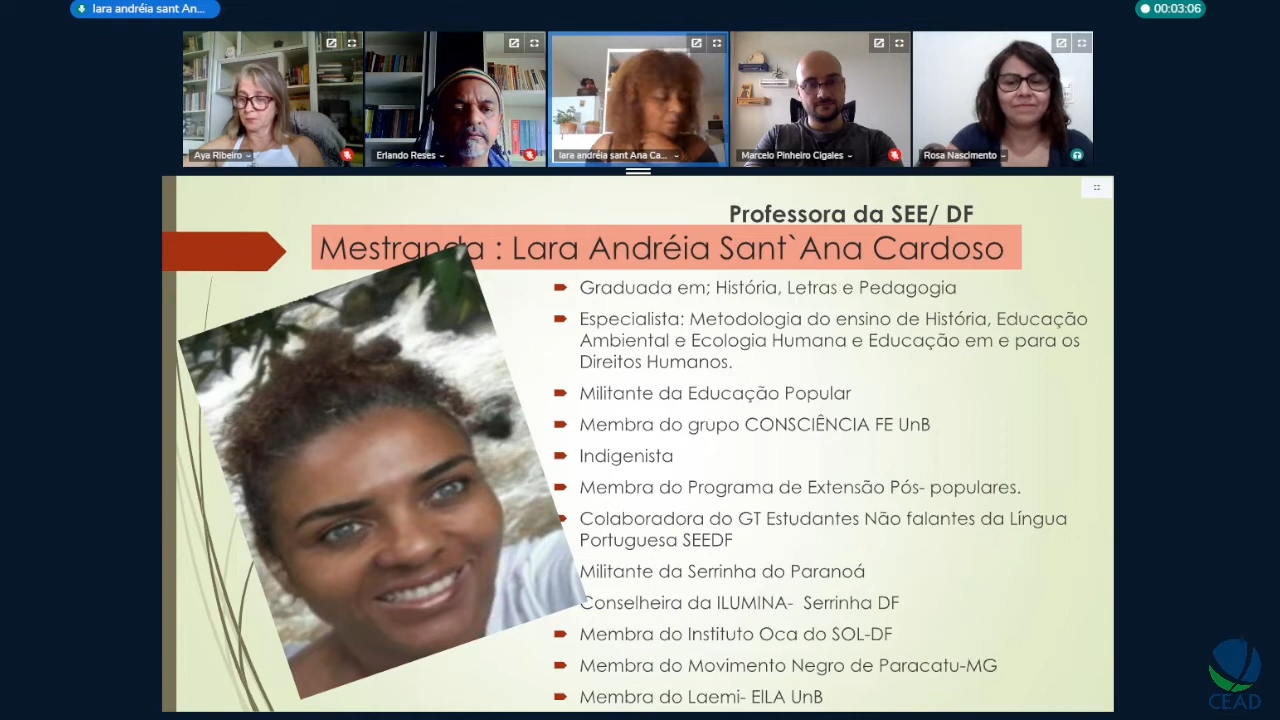 lara andréia sant An...
00:03:06
Aya Ribeiro
Erlando Reses
lara andréia sant Ana Ca...
Marcelo Pinheiro Cigales
Rosa Nascimento
Professora da SEE/ DF
Mestranda : Lara Andréia Sant`Ana Cardoso
Graduada em; História, Letras e Pedagogia
Especialista: Metodologia do ensino de História, Educação
Ambiental e Ecologia Humana e Educação em e para os
Direitos Humanos.
Militante da Educação Popular
Membra do grupo CONSCIÊNCIA FE UnB
Indigenista
Membra do Programa de Extensão Pós- populares.
Colaboradora do GT Estudantes Não falantes da Língua
Portuguesa SEEDF
Militante da Serrinha do Paranoá
Conselheira da ILUMINA- Serrinha DF
Membra do Instituto Oca do SOL-DF
Membra do Movimento Negro de Paracatu-MG
Membra do Laemi- EILA UnB
CEAD